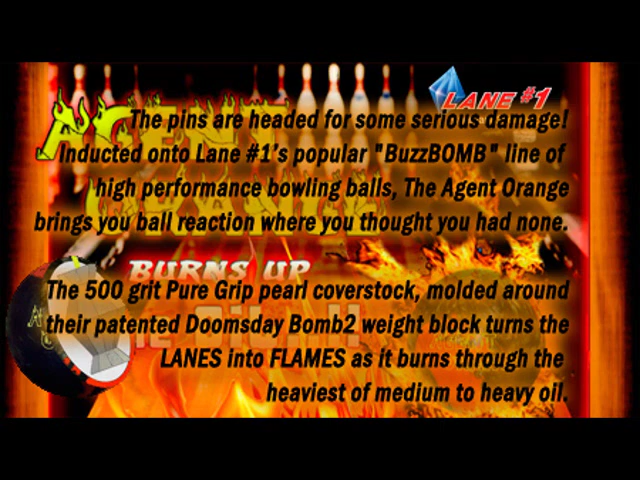 LANE #1
AGENT
ORANGE
The pins are headed for some serious damage!
Inducted onto Lane #1's popular "BuzzBOMB" line of
high performance bowling balls, The Agent Orange
brings you ball reaction where you thought you had none.
BURNS UP
The 500 grit Pure Grip pearl coverstock, molded around
their patented Doomsday Bomb2 weight block turns the
LANES into FLAMES as it burns through the
heaviest of medium to heavy oil.